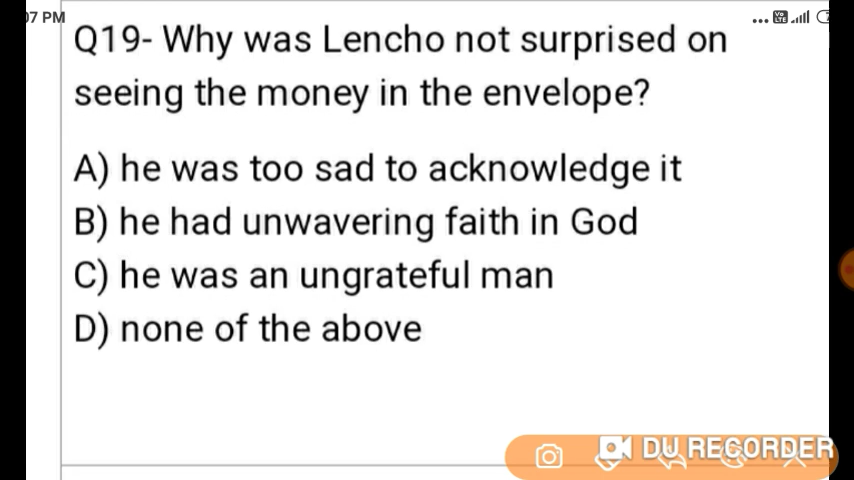 07 PM
Q19- Why was Lencho not surprised on
seeing the money in the envelope?
A) he was too sad to acknowledge it
B) he had unwavering faith in God
C) he was an ungrateful man
D) none of the above
DU RECORDER